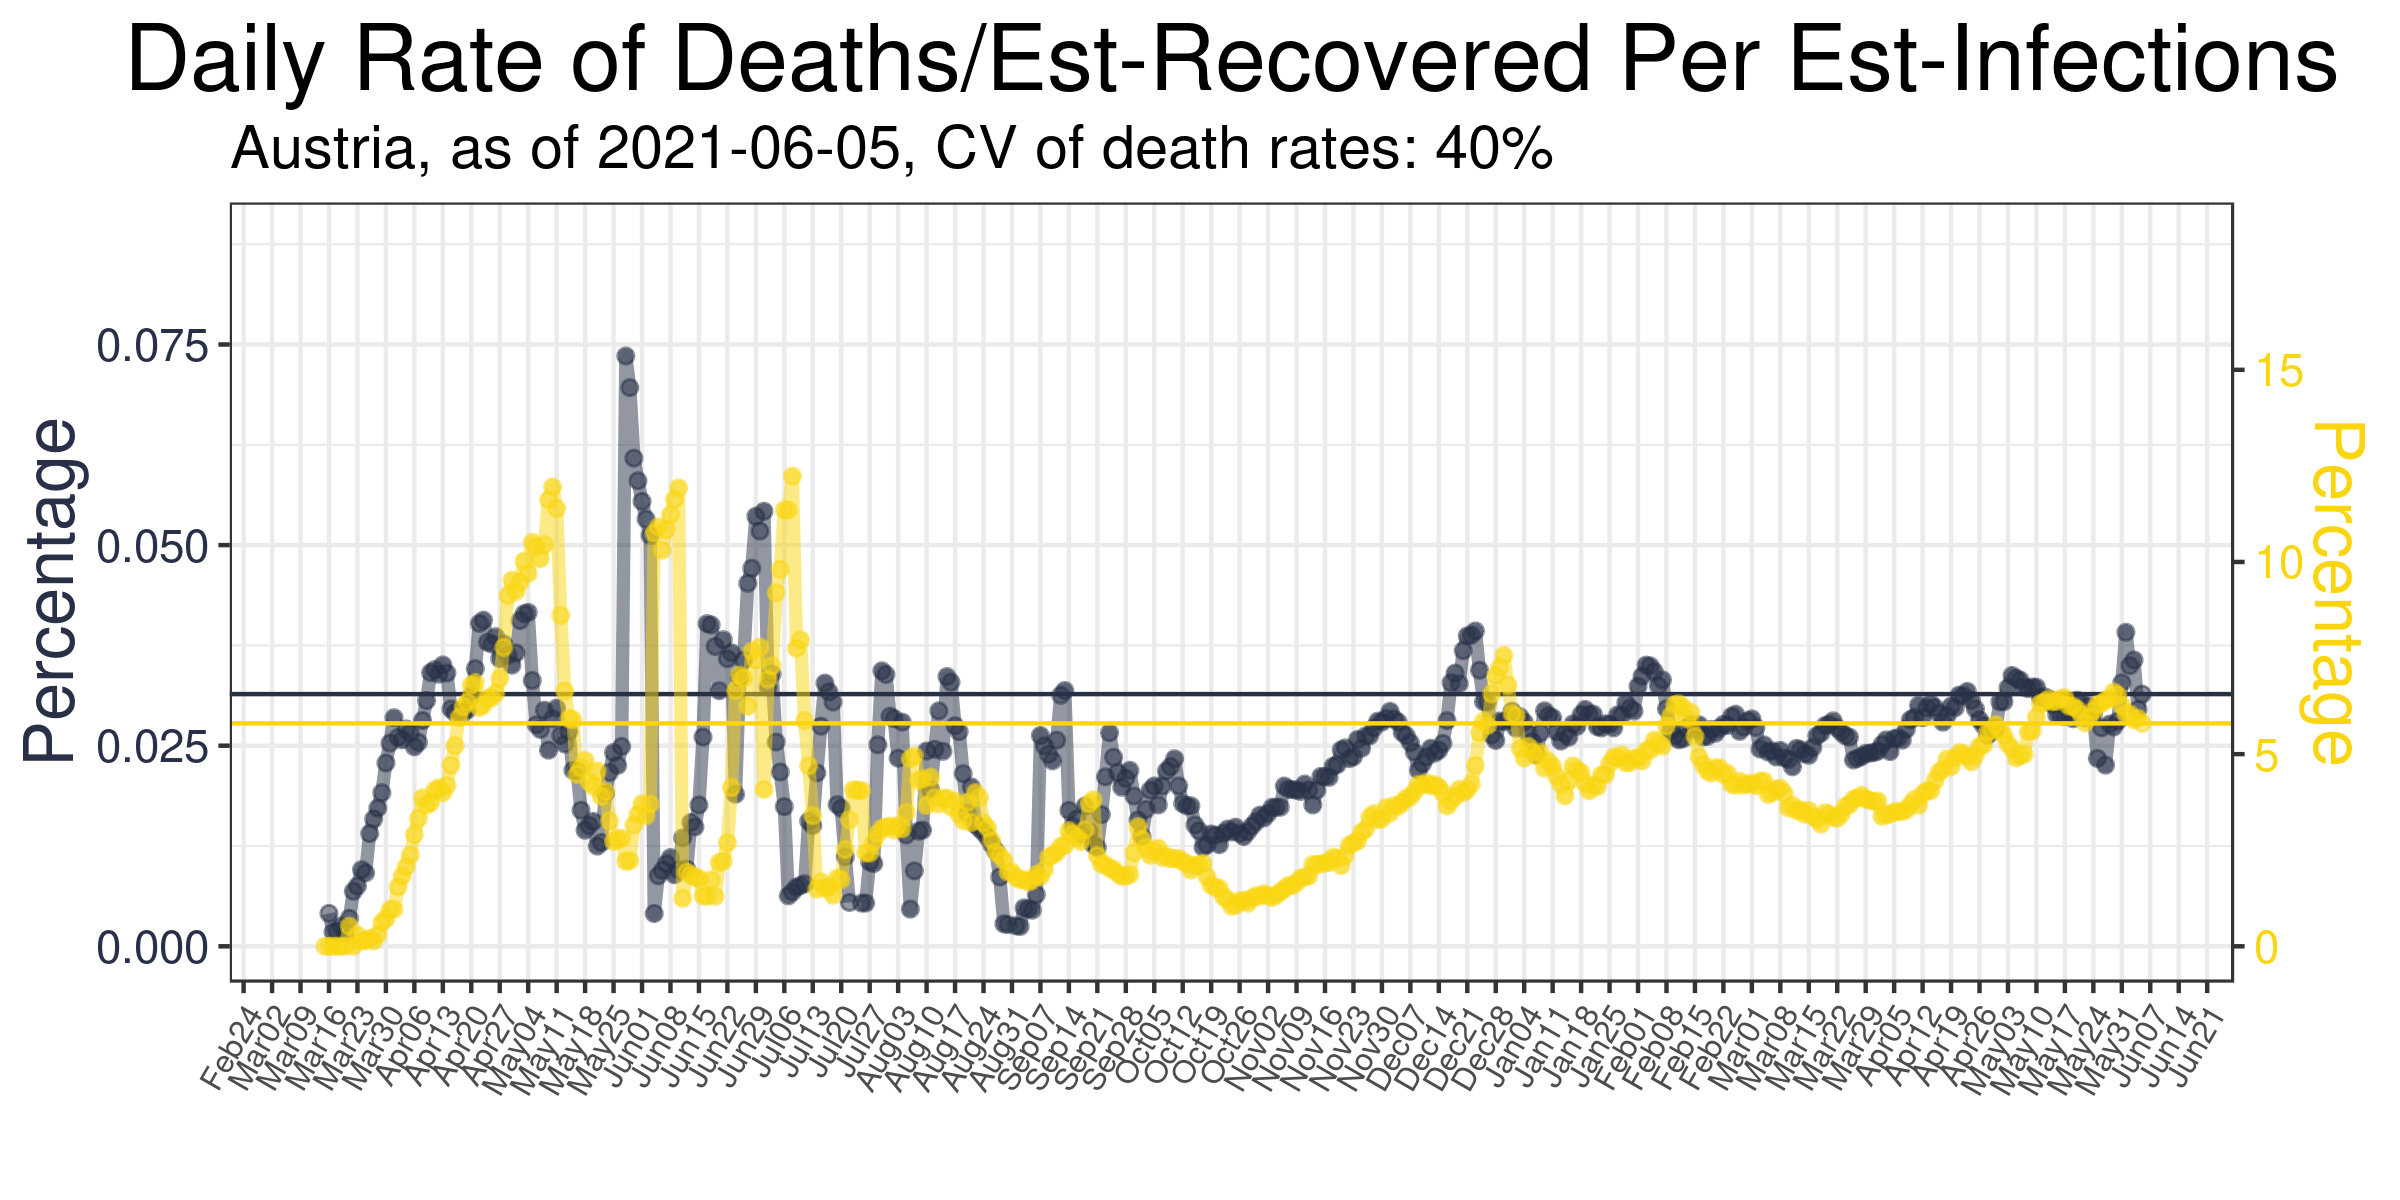 Daily Rate of Deaths/Est-Recovered Per Est-Infections
Austria, as of 2021-06-05, CV of death rates: 40%
Percentage
0.075
0.050
0.025
0.000
15
10
5
0
Percentage
Feb24
Mar02
Mar09
Mar16
Mar23
Mar30
Apr06
Apr13
Apr20
Apr27
May04
May11
May18
May25
Jun01
Jun08
Jun15
Jun22
Jun29
Jul06
Jul13
Jul20
Jul27
Aug03
Aug10
Aug17
Aug24
Aug31
Sep07
Sep14
Sep21
Sep28
Oct05
Oct12
Oct19
Oct26
Nov02
Nov09
Nov16
Nov23
Nov30
Dec07
Dec14
Dec21
Dec28
Jan04
Jan11
Jan18
Jan25
Feb01
Feb08
Feb15
Feb22
Mar01
Mar08
Mar15
Mar22
Mar29
Apr05
Apr12
Apr19
Apr26
May03
May10
May17
May24
May31
Jun07
Jun14
Jun21